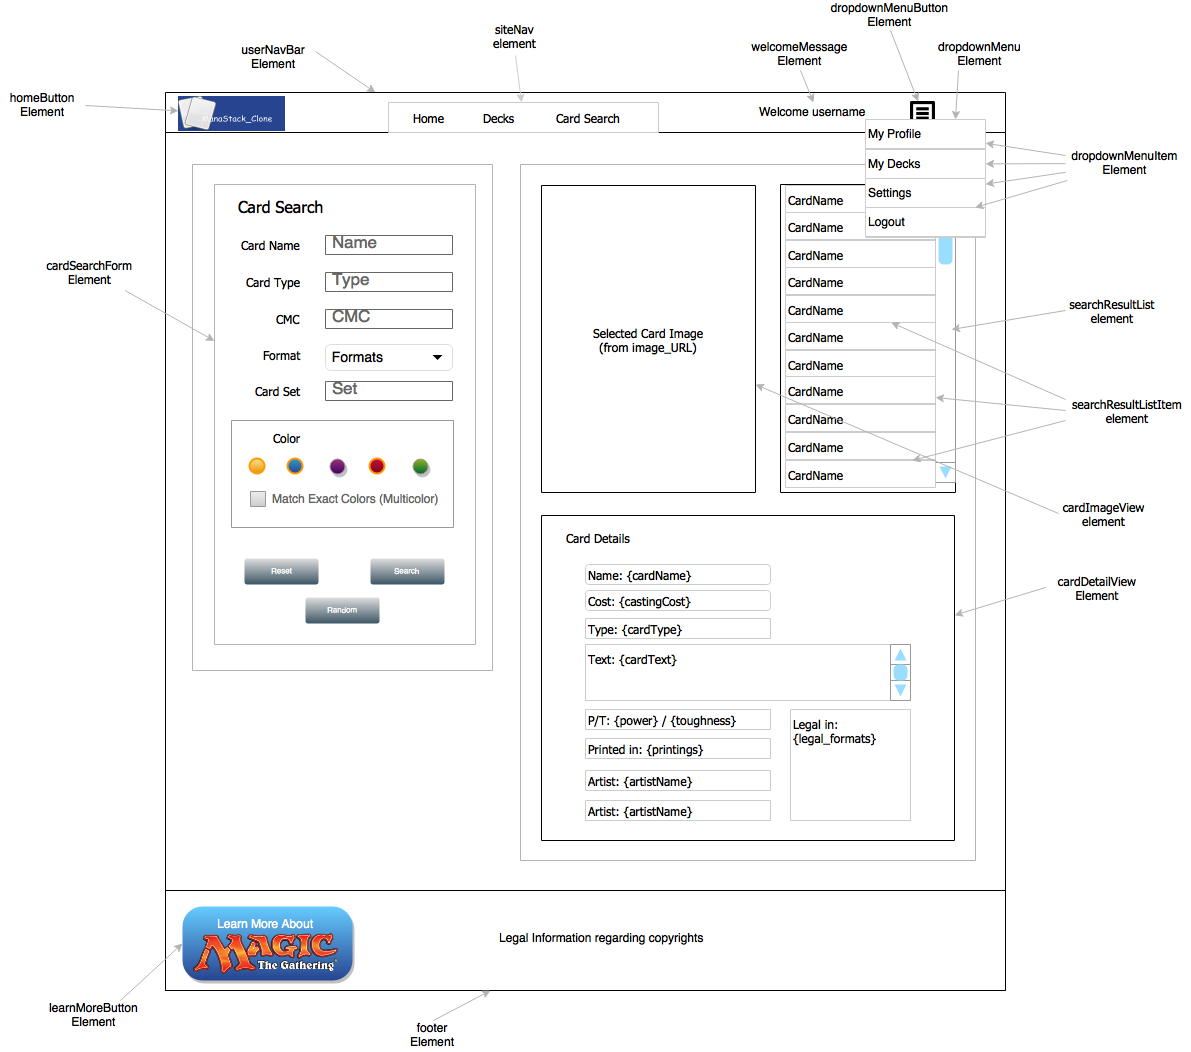 dropdownMenuButton
Element
siteNav
element
userNavBar
Element
welcomeMessage
Element
dropdownMenu
Element
homeButton
Element
ManaStack_Clone
Home
Decks
Card Search
Welcome username
My Profile
My Decks
Settings
Logout
dropdownMenuItem
Element
Card Search
Card Name
Name
Card Type
Type
CMC
CMC
Format
Formats
Card Set
Set
Color
Match Exact Colors (Multicolor)
Reset
Search
Random
cardSearchForm
Element
Selected Card Image
(from image_URL)
CardName
CardName
CardName
CardName
CardName
CardName
CardName
CardName
CardName
CardName
CardName
searchResultList
element
searchResultListItem
element
cardImageView
element
Card Details
Name: {cardName}
Cost: {castingCost}
Type: {cardType}
Text: {cardText}
P/T: {power} / {toughness}
Printed in: {printings}
Artist: {artistName}
Artist: {artistName}
Legal in:
{legal_formats}
cardDetailView
Element
Learn More About
MAGIC
The Gathering
Legal Information regarding copyrights
learnMoreButton
Element
footer
Element